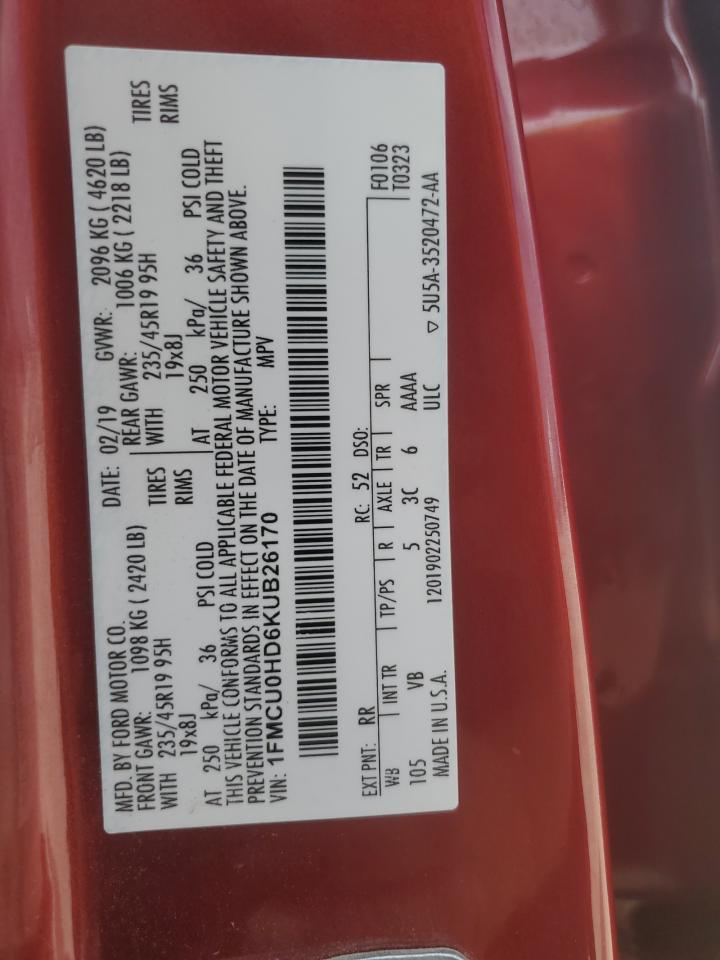 MFD. BY FORD MOTOR CO. DATE: 02/19 GVWR: 2096 KG ( 4620 LB)
FRONT GAWR: 1098 KG ( 2420 LB) REAR GAWR: 1006 KG ( 2218 LB)
WITH 235/45R19 95H TIRES WITH 235/45R19 95H TIRES
19x8J RIMS 19x8J RIMS
AT 250 kPa/ 36 PSI COLD AT 250 kPa/ 36 PSI COLD
THIS VEHICLE CONFORMS TO ALL APPLICABLE FEDERAL MOTOR VEHICLE SAFETY AND THEFT
PREVENTION STANDARDS IN EFFECT ON THE DATE OF MANUFACTURE SHOWN ABOVE.
VIN: 1FMCU0HD6KUB26170 TYPE: MPV
EXT PNT: RR RC: 52 DSO: F0106
WB INT TR TP/PS R AXLE TR SPR T0323
105 VB 5 3C 6 AAAA
MADE IN U.S.A. 1201902250749 ULC ▽ 5U5A-3520472-AA